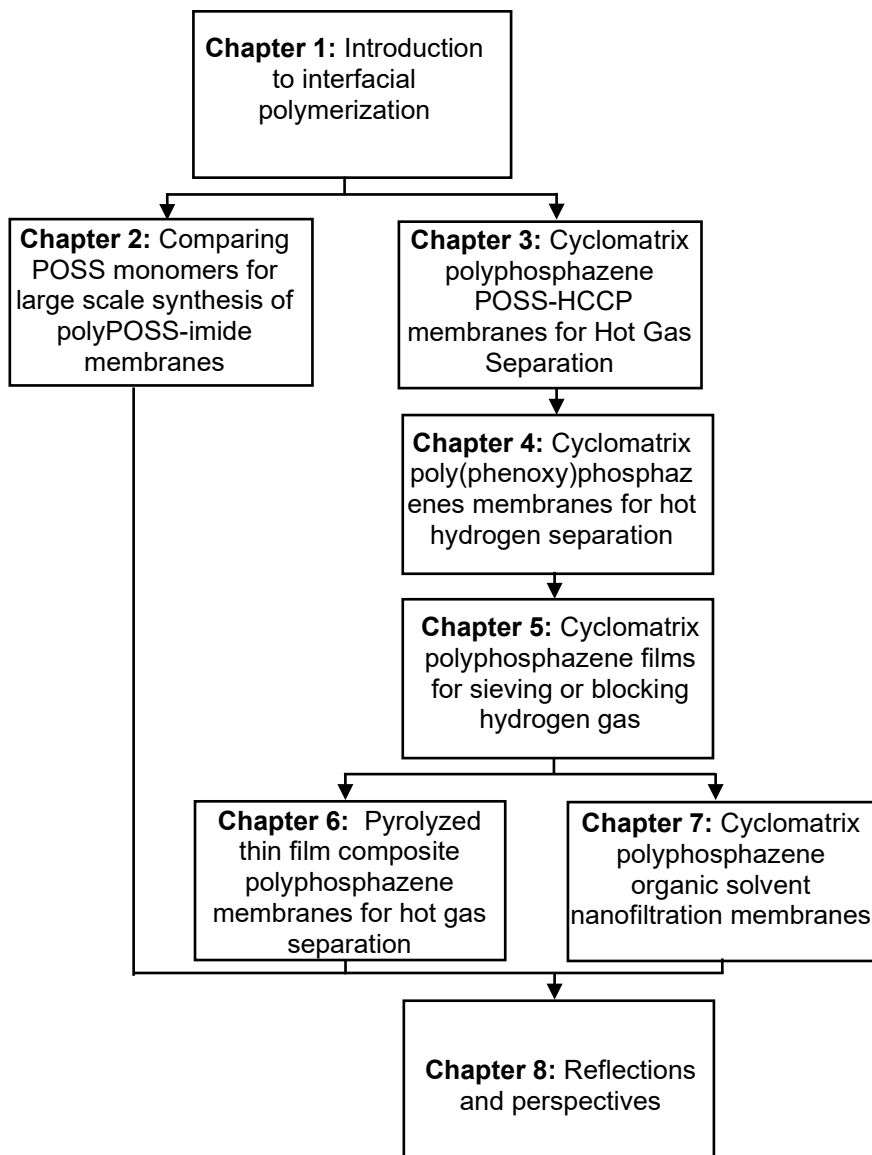 Chapter 1: Introduction
to interfacial
polymerization
Chapter 2: Comparing
POSS monomers for
large scale synthesis of
polyPOSS-imide
membranes
Chapter 3: Cyclomatrix
polyphosphazene
POSS-HCCP
membranes for Hot Gas
Separation
Chapter 4: Cyclomatrix
poly(phenoxy)phosphaz
enes membranes for hot
hydrogen separation
Chapter 5: Cyclomatrix
polyphosphazene films
for sieving or blocking
hydrogen gas
Chapter 6: Pyrolyzed
thin film composite
polyphosphazene
membranes for hot gas
separation
Chapter 7: Cyclomatrix
polyphosphazene
organic solvent
nanofiltration membranes
Chapter 8: Reflections
and perspectives